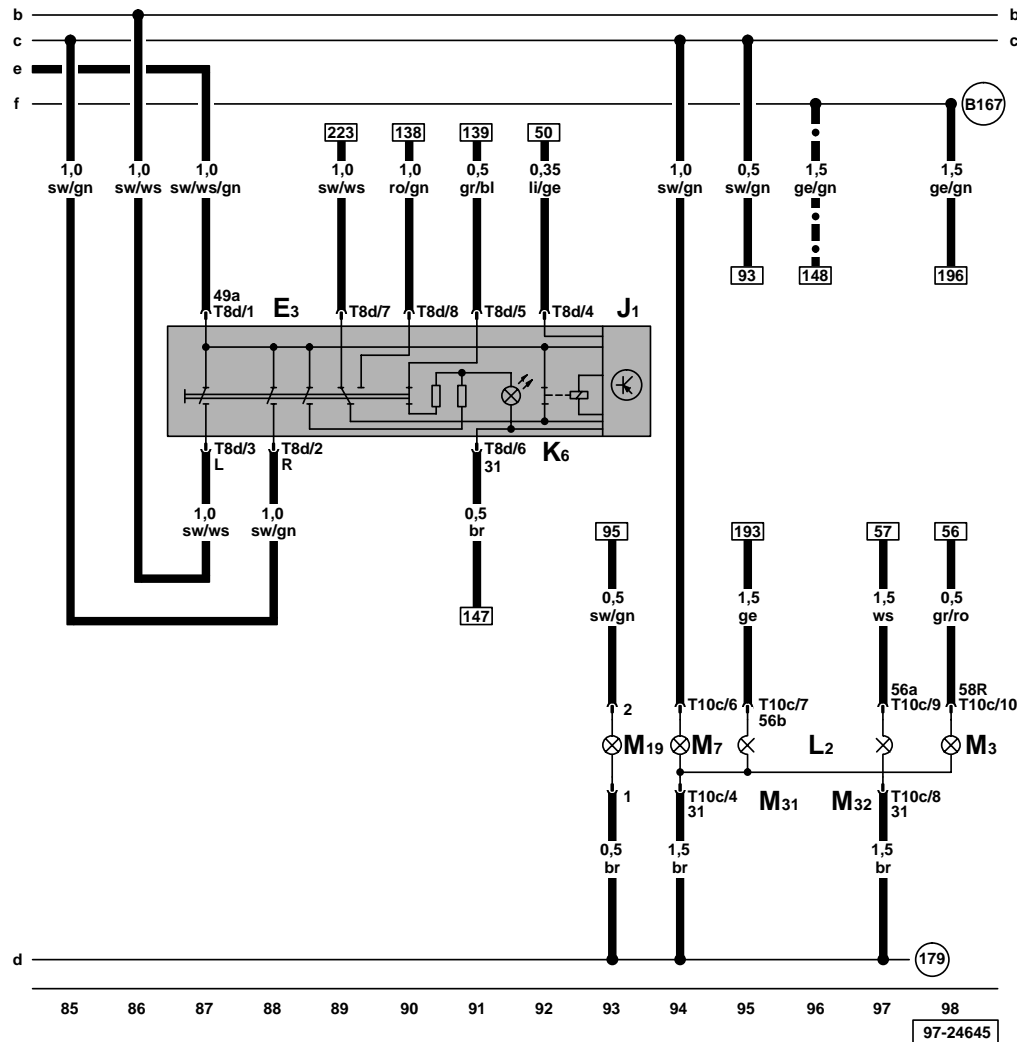 b b
c c
e
f B167
223 138 139 50
1,0 1,0 1,0 1,0 1,0 0,5 0,35 1,0 0,5 1,5 1,5
sw/gn sw/ws sw/ws/gn sw/ws ro/gn gr/bl li/ge sw/gn sw/gn ge/gn ge/gn
93 148 196
49a
T8d/1 E3 T8d/7 T8d/8 T8d/5 T8d/4 J1
T8d/3 T8d/2 T8d/6 K6
L R 31
1,0 1,0 0,5
sw/ws sw/gn br
95 193 57 56
0,5 1,5 1,5 0,5
sw/gn ge ws gr/ro
147
56a 58R
2 T10c/6 T10c/7 T10c/9 T10c/10
56b
M19 M7 L2 M3
1 T10c/4 M31 M32 T10c/8
31 31
0,5 1,5 1,5
br br br
d 179
85 86 87 88 89 90 91 92 93 94 95 96 97 98
97-24645